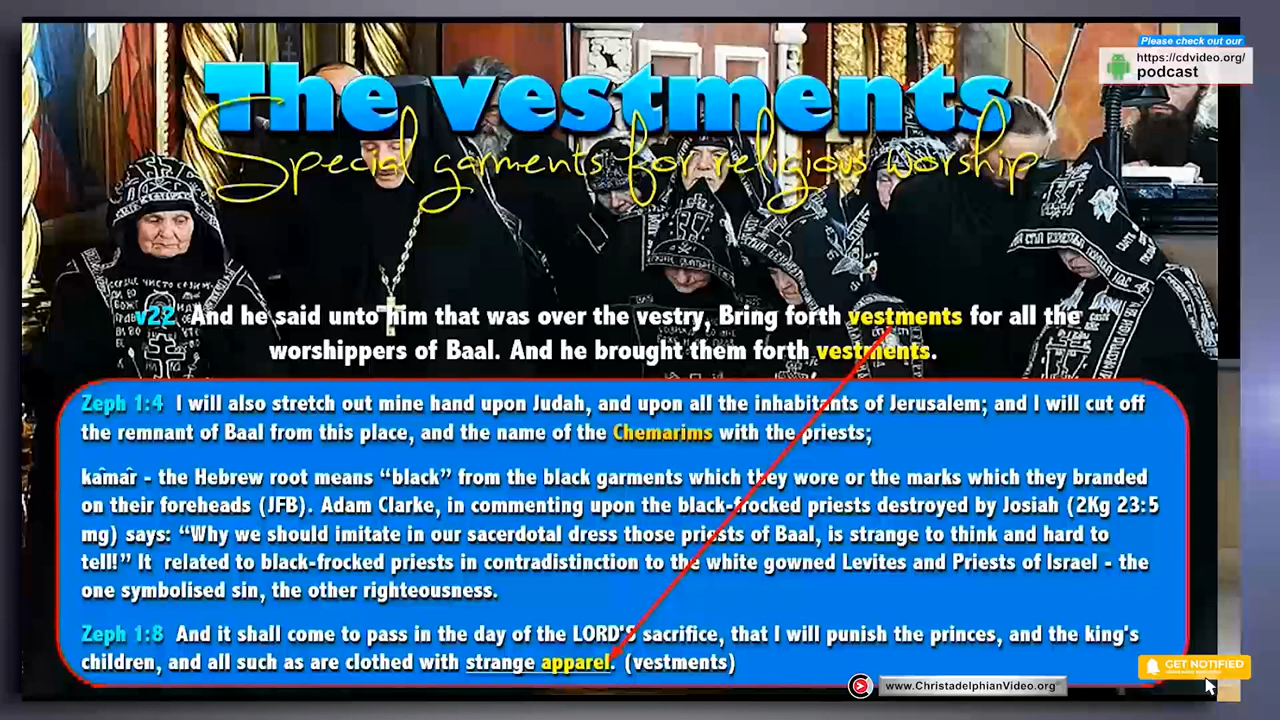 Please check out our
https://cdvideo.org/
podcast
The vestments
Special garments for religious worship
v22 And he said unto him that was over the vestry, Bring forth vestments for all the
worshippers of Baal. And he brought them forth vestments.
Zeph 1:4 I will also stretch out mine hand upon Judah, and upon all the inhabitants of Jerusalem; and I will cut off
the remnant of Baal from this place, and the name of the Chemarims with the priests;
kâmâr - the Hebrew root means “black” from the black garments which they wore or the marks which they branded
on their foreheads (JFB). Adam Clarke, in commenting upon the black-frocked priests destroyed by Josiah (2Kg 23:5
mg) says: “Why we should imitate in our sacerdotal dress those priests of Baal, is strange to think and hard to
tell!” It related to black-frocked priests in contradistinction to the white gowned Levites and Priests of Israel - the
one symbolised sin, the other righteousness.
Zeph 1:8 And it shall come to pass in the day of the LORD'S sacrifice, that I will punish the princes, and the king's
children, and all such as are clothed with strange apparel. (vestments)
GET NOTIFIED
www.ChristadelphianVideo.org